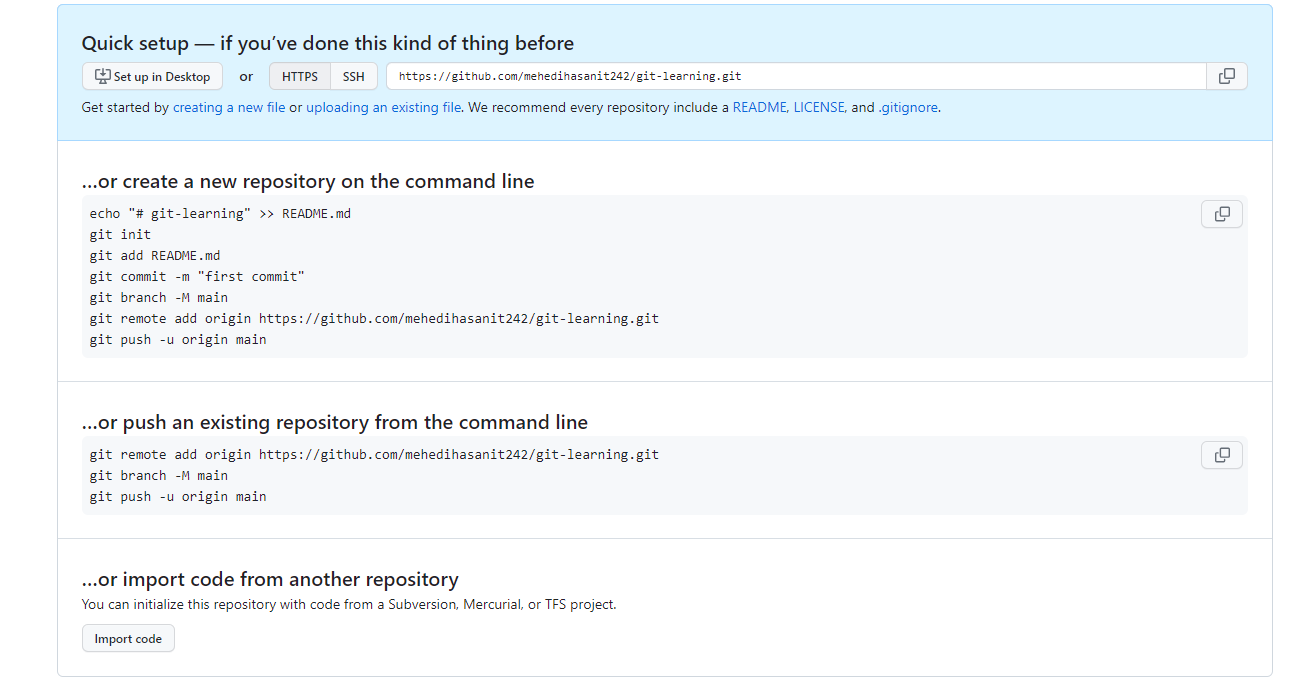 Quick setup — if you’ve done this kind of thing before
Set up in Desktop or HTTPS SSH https://github.com/mehedihasanit242/git-learning.git
Get started by creating a new file or uploading an existing file. We recommend every repository include a README, LICENSE, and .gitignore.
…or create a new repository on the command line
echo "# git-learning" >> README.md
git init
git add README.md
git commit -m "first commit"
git branch -M main
git remote add origin https://github.com/mehedihasanit242/git-learning.git
git push -u origin main
…or push an existing repository from the command line
git remote add origin https://github.com/mehedihasanit242/git-learning.git
git branch -M main
git push -u origin main
…or import code from another repository
You can initialize this repository with code from a Subversion, Mercurial, or TFS project.
Import code